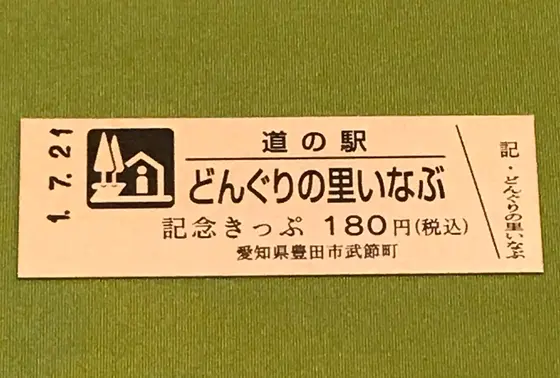 1.7.21
道の駅
どんぐりの里いなぶ
記念きっぷ 180円(税込)
愛知県豊田市武節町
記・どんぐりの里いなぶ